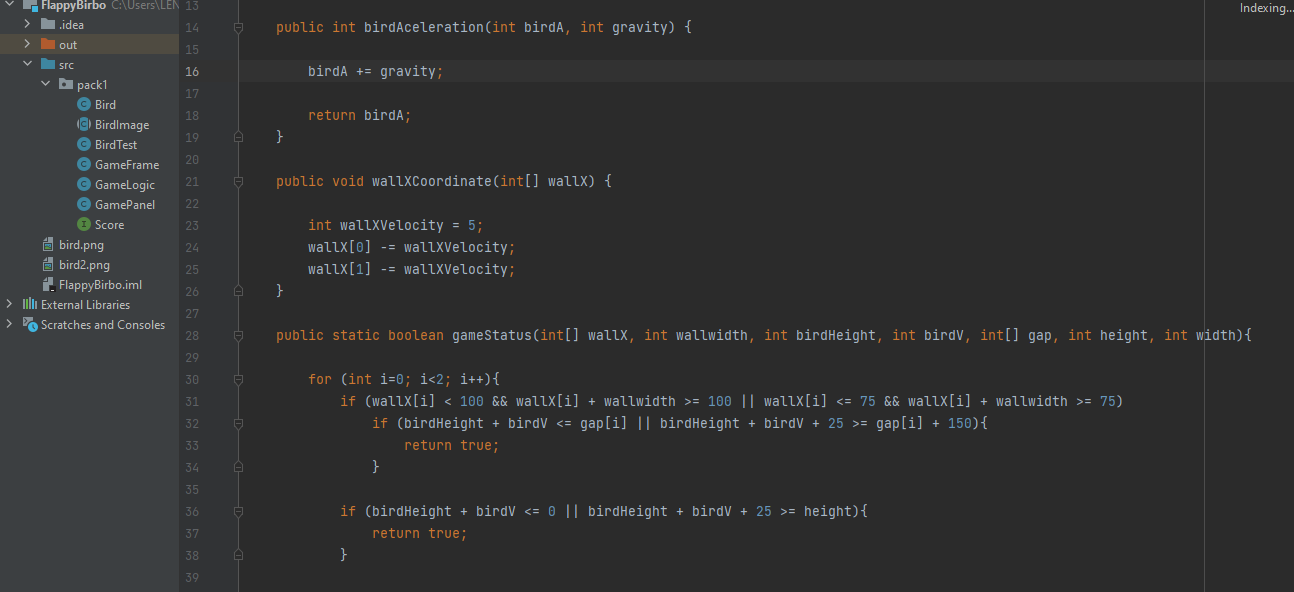 FlappyBirbo C:\Users\LEN
.idea
out
src
pack1
Bird
BirdImage
BirdTest
GameFrame
GameLogic
GamePanel
Score
bird.png
bird2.png
FlappyBirbo.iml
External Libraries
Scratches and Consoles
Indexing...
13
14 public int birdAceleration(int birdA, int gravity) {
15
16 birdA += gravity;
17
18 return birdA;
19 }
20
21 public void wallXCoordinate(int[] wallX) {
22
23 int wallXVelocity = 5;
24 wallX[0] -= wallXVelocity;
25 wallX[1] -= wallXVelocity;
26 }
27
28 public static boolean gameStatus(int[] wallX, int wallwidth, int birdHeight, int birdV, int[] gap, int height, int width){
29
30 for (int i=0; i<2; i++){
31 if (wallX[i] < 100 && wallX[i] + wallwidth >= 100 || wallX[i] <= 75 && wallX[i] + wallwidth >= 75)
32 if (birdHeight + birdV <= gap[i] || birdHeight + birdV + 25 >= gap[i] + 150){
33 return true;
34 }
35
36 if (birdHeight + birdV <= 0 || birdHeight + birdV + 25 >= height){
37 return true;
38 }
39